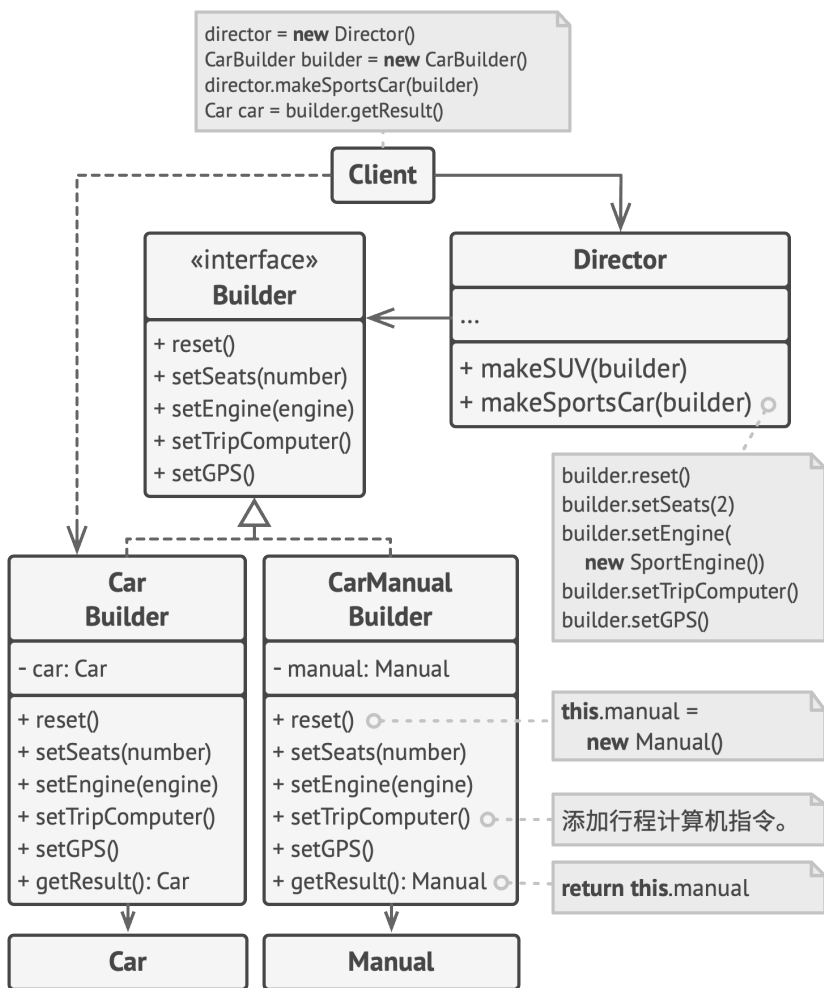 director = new Director()
CarBuilder builder = new CarBuilder()
director.makeSportsCar(builder)
Car car = builder.getResult()
Client
«interface»
Builder
+ reset()
+ setSeats(number)
+ setEngine(engine)
+ setTripComputer()
+ setGPS()
Director
...
+ makeSUV(builder)
+ makeSportsCar(builder)
builder.reset()
builder.setSeats(2)
builder.setEngine(
new SportEngine())
builder.setTripComputer()
builder.setGPS()
Car
Builder
- car: Car
+ reset()
+ setSeats(number)
+ setEngine(engine)
+ setTripComputer()
+ setGPS()
+ getResult(): Car
CarManual
Builder
- manual: Manual
+ reset()
+ setSeats(number)
+ setEngine(engine)
+ setTripComputer()
+ setGPS()
+ getResult(): Manual
this.manual =
new Manual()
添加行程计算机指令。
return this.manual
Car
Manual